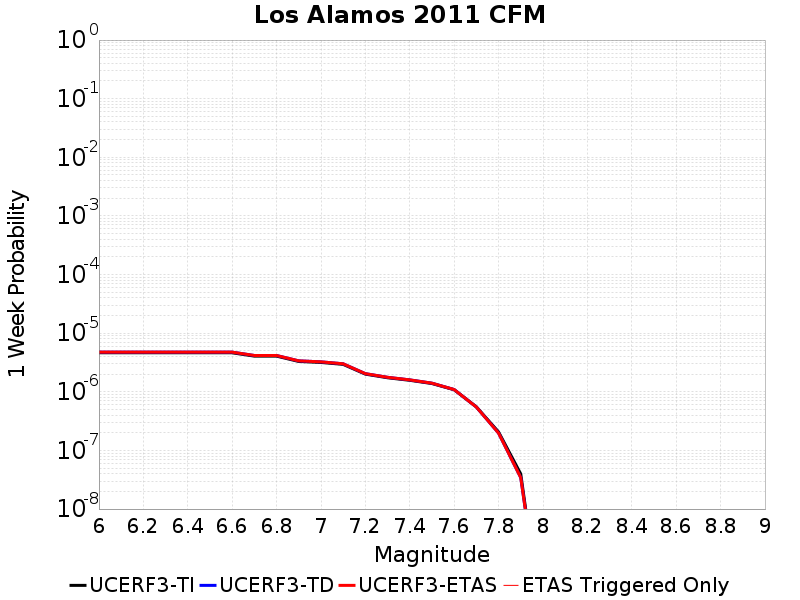 Los Alamos 2011 CFM
10^0
10^-1
10^-2
10^-3
10^-4
10^-5
10^-6
10^-7
10^-8
1 Week Probability
6 6.2 6.4 6.6 6.8 7 7.2 7.4 7.6 7.8 8 8.2 8.4 8.6 8.8 9
Magnitude
UCERF3-TI UCERF3-TD UCERF3-ETAS ETAS Triggered Only